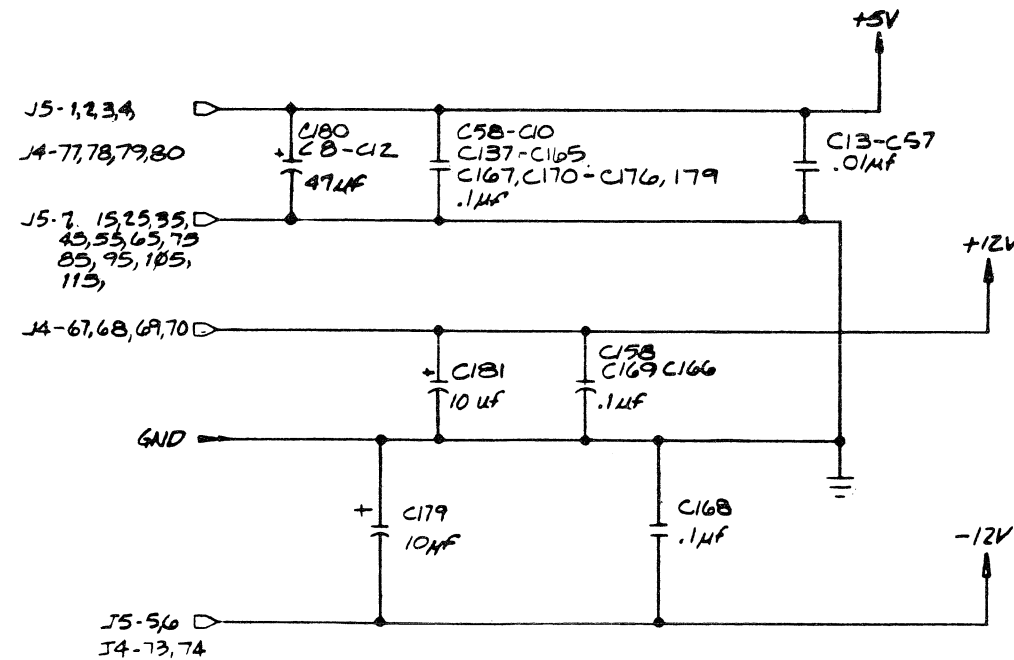 +5V
J5-1,2,3,4,
J4-77,78,79,80
C180
+ C8-C12
47µf
C58-C10
C137-C165
C167,C170-C176,179
.1µf
C13-C57
.01µf
J5-7. 15,25,35,
45,55,65,75
85, 95, 105,
115,
+12V
J4-67,68,69,70
+ C181
10 uf
C158
C169 C166
.1µf
GND
+ C179
10µf
C168
.1µf
-12V
J5-5,6
J4-73,74